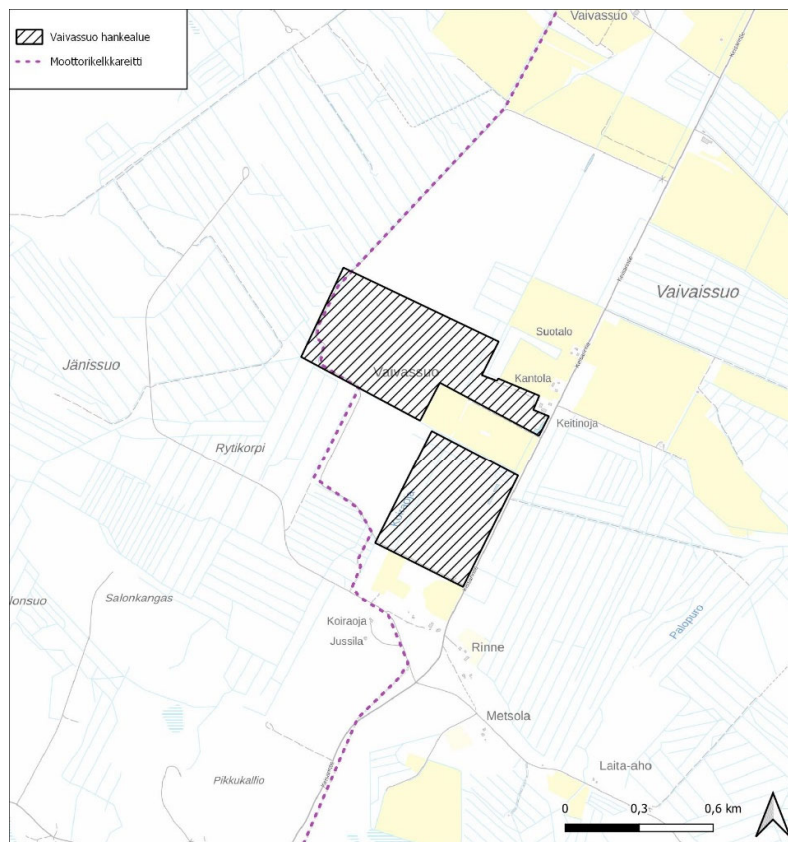 Vaivassuo hankealue
Moottorikelkkareitti
Vaivassuo
Vaivaissuo
Suotalo
Jänissuo
Vaivassuo
Kantola
Keitinoja
Rytikorpi
Salonkangas
lonsuo
Palopuro
Koiraoja
Jussila
Rinne
Metsola
Laita-aho
Pikkukallio
0
0,3
0,6 km